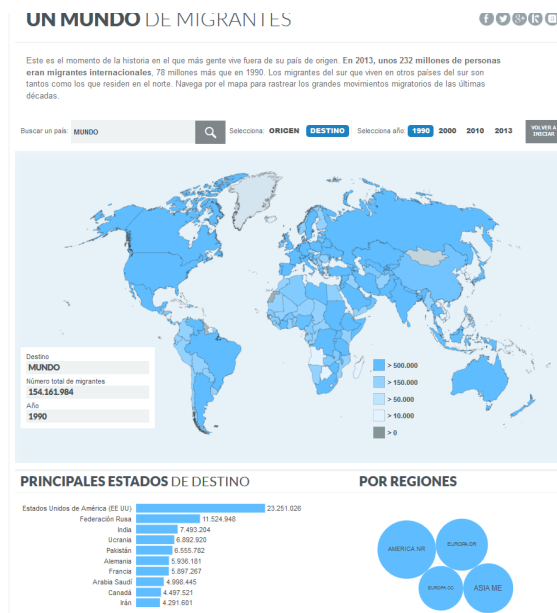 UN MUNDO DE MIGRANTES
Este es el momento de la historia en el que más gente vive fuera de su país de origen. En 2013, unos 232 millones de personas
eran migrantes internacionales, 78 millones más que en 1990. Los migrantes del sur que viven en otros países del sur son
tantos como los que residen en el norte. Navega por el mapa para rastrear los grandes movimientos migratorios de las últimas
décadas.
Buscar un país: MUNDO Selecciona: ORIGEN DESTINO Selecciona año: 1990 2000 2010 2013 VOLVER A INICIAR
Destino
MUNDO
Número total de migrantes
154.161.984
Año
1990
> 500.000
> 150.000
> 50.000
> 10.000
> 0
PRINCIPALES ESTADOS DE DESTINO
Estados Unidos de América (EE UU) 23.251.026
Federación Rusa 11.524.948
India 7.493.204
Ucrania 6.892.920
Pakistán 6.555.782
Alemania 5.936.181
Francia 5.897.267
Arabia Saudí 4.998.445
Canadá 4.497.521
Irán 4.291.601
POR REGIONES
AMERICA NR
EUROPA OR
EUROPA OC
ASIA ME